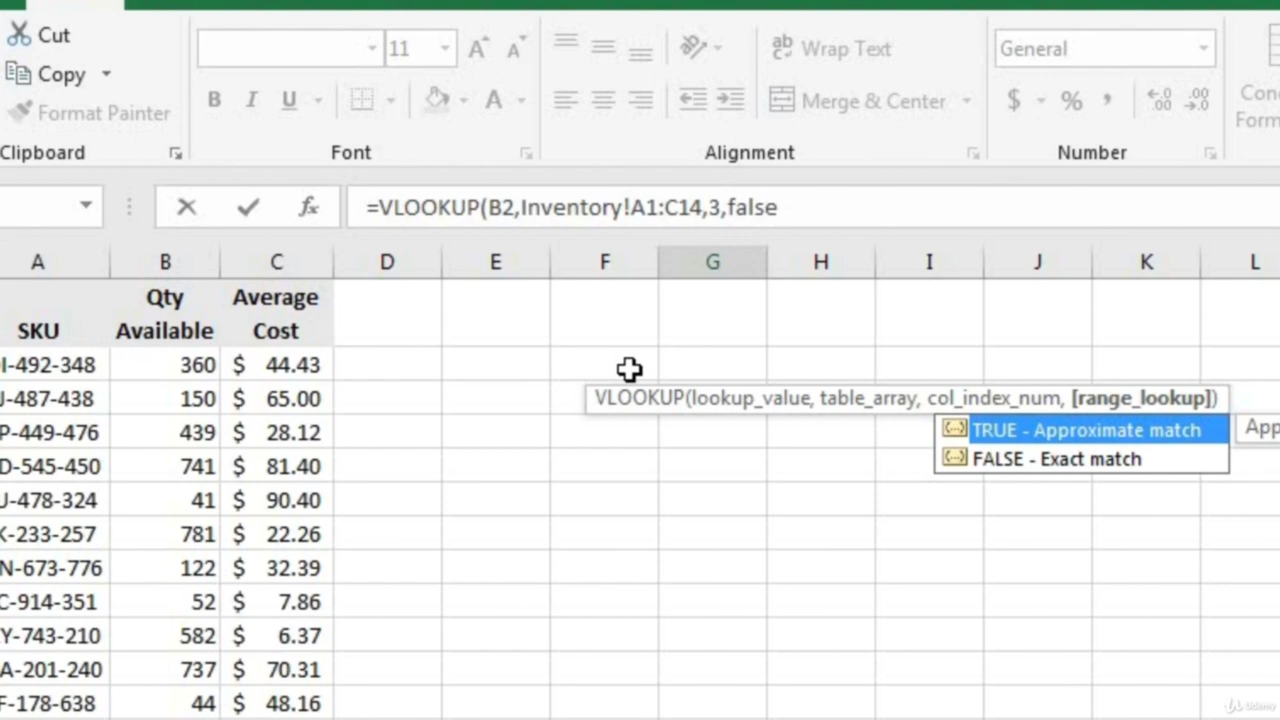 Cut
Copy
Format Painter
Clipboard
11
A A
B I U A
Font
ab Wrap Text
Merge & Center
Alignment
General
$ % ,
.00 .00
Number
=VLOOKUP(B2,Inventory!A1:C14,3,false
A B C D E F G H I J K L
SKU Qty Available Average Cost
I-492-348 360 $ 44.43
J-487-438 150 $ 65.00
P-449-476 439 $ 28.12
D-545-450 741 $ 81.40
J-478-324 41 $ 90.40
K-233-257 781 $ 22.26
N-673-776 122 $ 32.39
C-914-351 52 $ 7.86
Y-743-210 582 $ 6.37
A-201-240 737 $ 70.31
F-178-638 44 $ 48.16
VLOOKUP(lookup_value, table_array, col_index_num, [range_lookup])
TRUE - Approximate match
FALSE - Exact match
Udemy